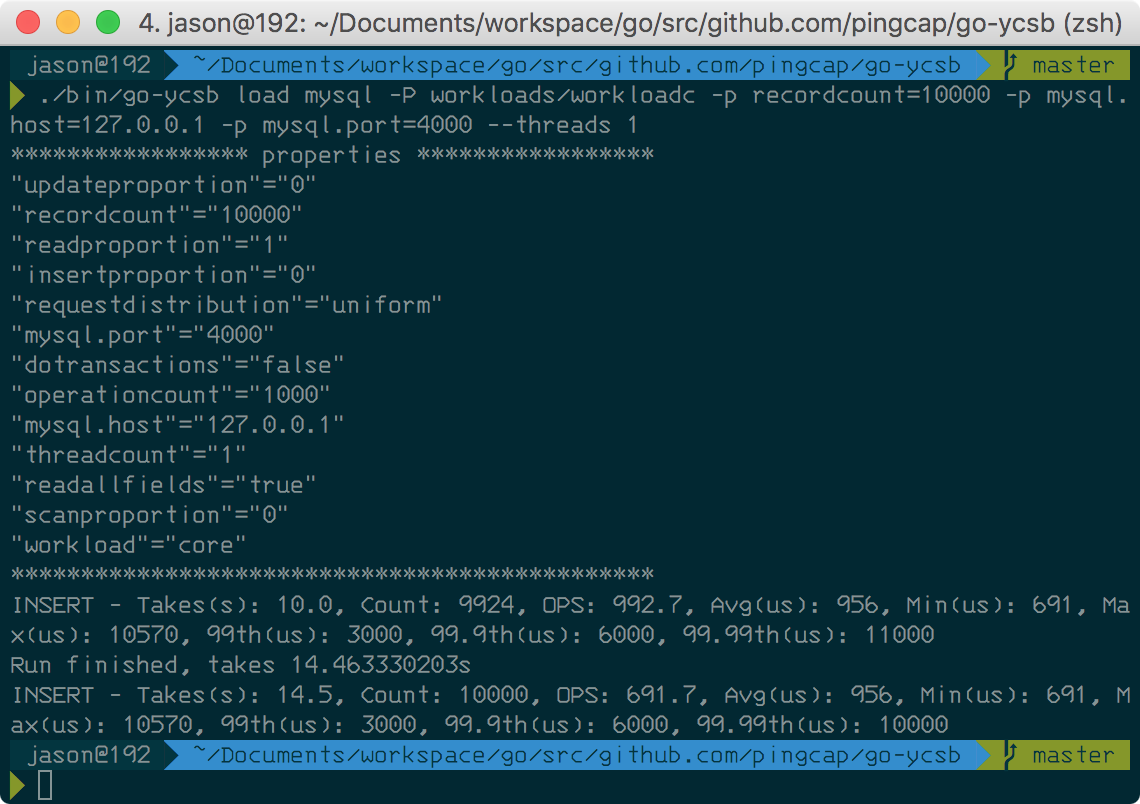 4. jason@192: ~/Documents/workspace/go/src/github.com/pingcap/go-ycsb (zsh)
jason@192 ~/Documents/workspace/go/src/github.com/pingcap/go-ycsb master
./bin/go-ycsb load mysql -P workloads/workloadc -p recordcount=10000 -p mysql.
host=127.0.0.1 -p mysql.port=4000 --threads 1
***************** properties *****************
"updateproportion"="0"
"recordcount"="10000"
"readproportion"="1"
"insertproportion"="0"
"requestdistribution"="uniform"
"mysql.port"="4000"
"dotransactions"="false"
"operationcount"="1000"
"mysql.host"="127.0.0.1"
"threadcount"="1"
"readallfields"="true"
"scanproportion"="0"
"workload"="core"
**********************************************
INSERT - Takes(s): 10.0, Count: 9924, OPS: 992.7, Avg(us): 956, Min(us): 691, Ma
x(us): 10570, 99th(us): 3000, 99.9th(us): 6000, 99.99th(us): 11000
Run finished, takes 14.463330203s
INSERT - Takes(s): 14.5, Count: 10000, OPS: 691.7, Avg(us): 956, Min(us): 691, M
ax(us): 10570, 99th(us): 3000, 99.9th(us): 6000, 99.99th(us): 10000
jason@192 ~/Documents/workspace/go/src/github.com/pingcap/go-ycsb master